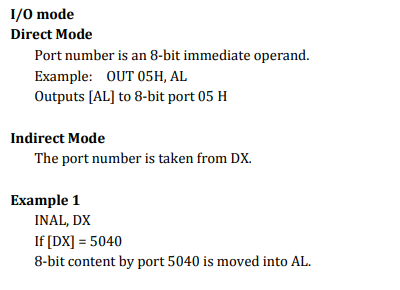 I/O mode
Direct Mode
Port number is an 8-bit immediate operand.
Example: OUT 05H, AL
Outputs [AL] to 8-bit port 05 H
Indirect Mode
The port number is taken from DX.
Example 1
INAL, DX
If [DX] = 5040
8-bit content by port 5040 is moved into AL.